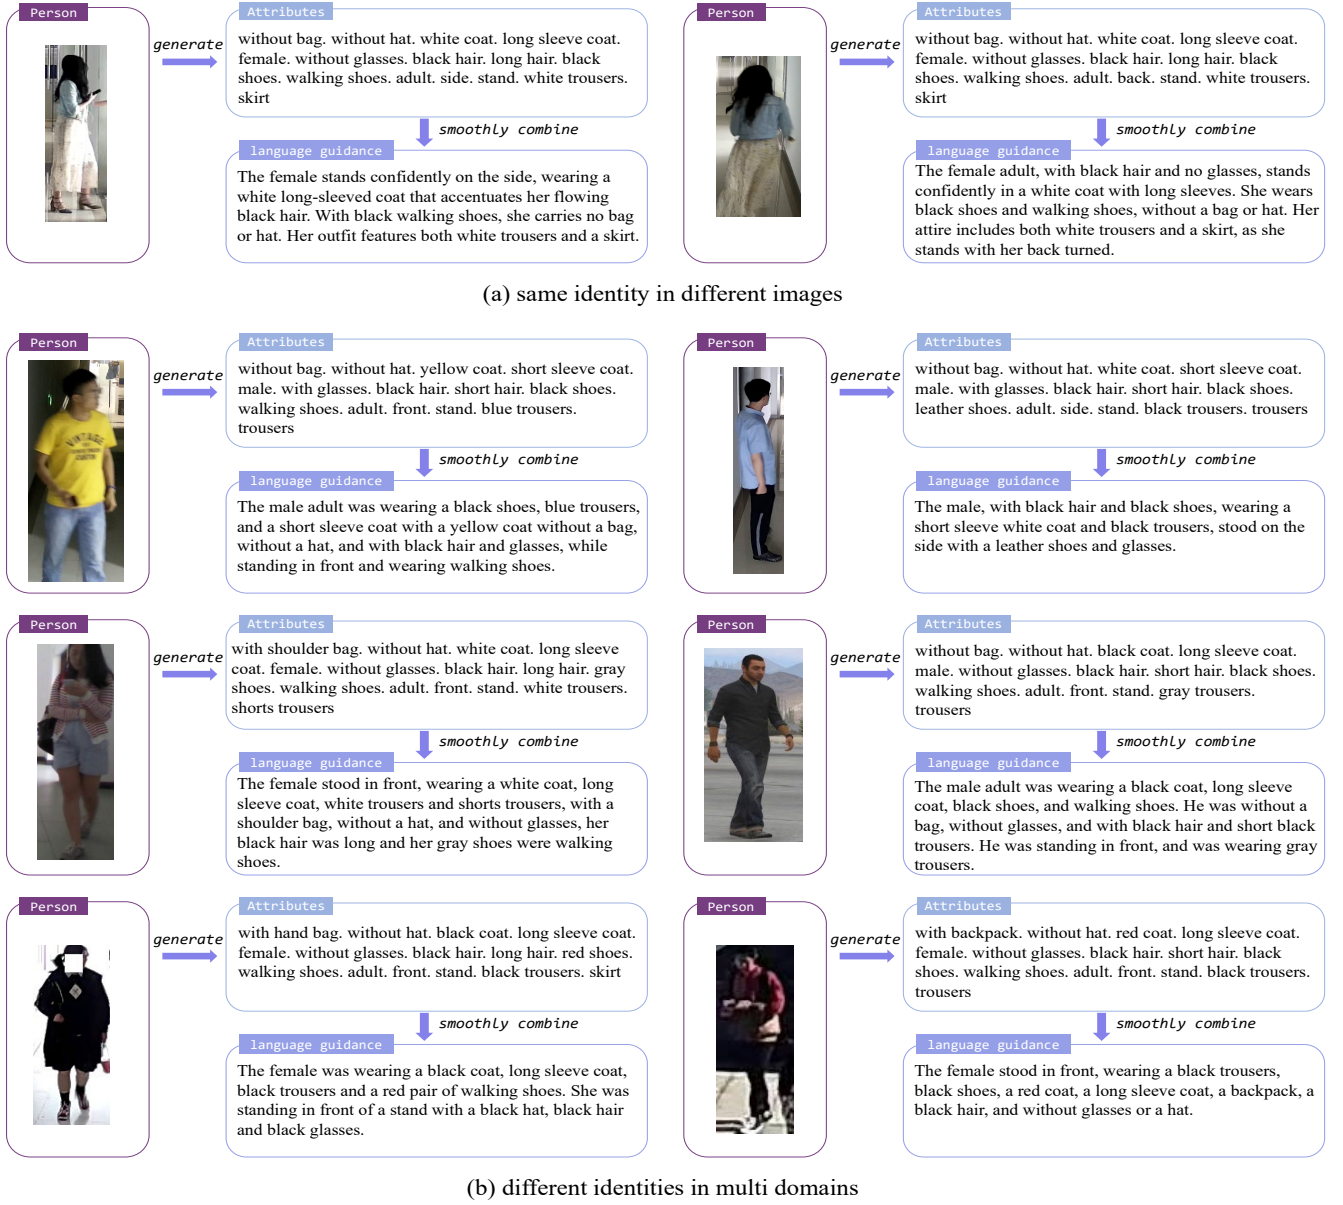 Person
generate
Attributes
without bag. without hat. white coat. long sleeve coat.
female. without glasses. black hair. long hair. black
shoes. walking shoes. adult. side. stand. white trousers.
skirt
smoothly combine
language guidance
The female stands confidently on the side, wearing a
white long-sleeved coat that accentuates her flowing
black hair. With black walking shoes, she carries no bag
or hat. Her outfit features both white trousers and a skirt.
Person
generate
Attributes
without bag. without hat. white coat. long sleeve coat.
female. without glasses. black hair. long hair. black
shoes. walking shoes. adult. back. stand. white trousers.
skirt
smoothly combine
language guidance
The female adult, with black hair and no glasses, stands
confidently in a white coat with long sleeves. She wears
black shoes and walking shoes, without a bag or hat. Her
attire includes both white trousers and a skirt, as she
stands with her back turned.
(a) same identity in different images
Person
VINTAGE
generate
Attributes
without bag. without hat. yellow coat. short sleeve coat.
male. with glasses. black hair. short hair. black shoes.
walking shoes. adult. front. stand. blue trousers.
trousers
smoothly combine
language guidance
The male adult was wearing a black shoes, blue trousers,
and a short sleeve coat with a yellow coat without a bag,
without a hat, and with black hair and glasses, while
standing in front and wearing walking shoes.
Person
generate
Attributes
without bag. without hat. white coat. short sleeve coat.
male. with glasses. black hair. short hair. black shoes.
leather shoes. adult. side. stand. black trousers. trousers
smoothly combine
language guidance
The male, with black hair and black shoes, wearing a
short sleeve white coat and black trousers, stood on the
side with a leather shoes and glasses.
Person
generate
Attributes
with shoulder bag. without hat. white coat. long sleeve
coat. female. without glasses. black hair. long hair. gray
shoes. walking shoes. adult. front. stand. white trousers.
shorts trousers
smoothly combine
language guidance
The female stood in front, wearing a white coat, long
sleeve coat, white trousers and shorts trousers, with a
shoulder bag, without a hat, and without glasses, her
black hair was long and her gray shoes were walking
shoes.
Person
generate
Attributes
without bag. without hat. black coat. long sleeve coat.
male. without glasses. black hair. short hair. black shoes.
walking shoes. adult. front. stand. gray trousers.
trousers
smoothly combine
language guidance
The male adult was wearing a black coat, long sleeve
coat, black shoes, and walking shoes. He was without a
bag, without glasses, and with black hair and short black
trousers. He was standing in front, and was wearing gray
trousers.
Person
generate
Attributes
with hand bag. without hat. black coat. long sleeve coat.
female. without glasses. black hair. long hair. red shoes.
walking shoes. adult. front. stand. black trousers. skirt
smoothly combine
language guidance
The female was wearing a black coat, long sleeve coat,
black trousers and a red pair of walking shoes. She was
standing in front of a stand with a black hat, black hair
and black glasses.
Person
generate
Attributes
with backpack. without hat. red coat. long sleeve coat.
female. without glasses. black hair. short hair. black
shoes. walking shoes. adult. front. stand. black trousers.
trousers
smoothly combine
language guidance
The female stood in front, wearing a black trousers,
black shoes, a red coat, a long sleeve coat, a backpack, a
black hair, and without glasses or a hat.
(b) different identities in multi domains